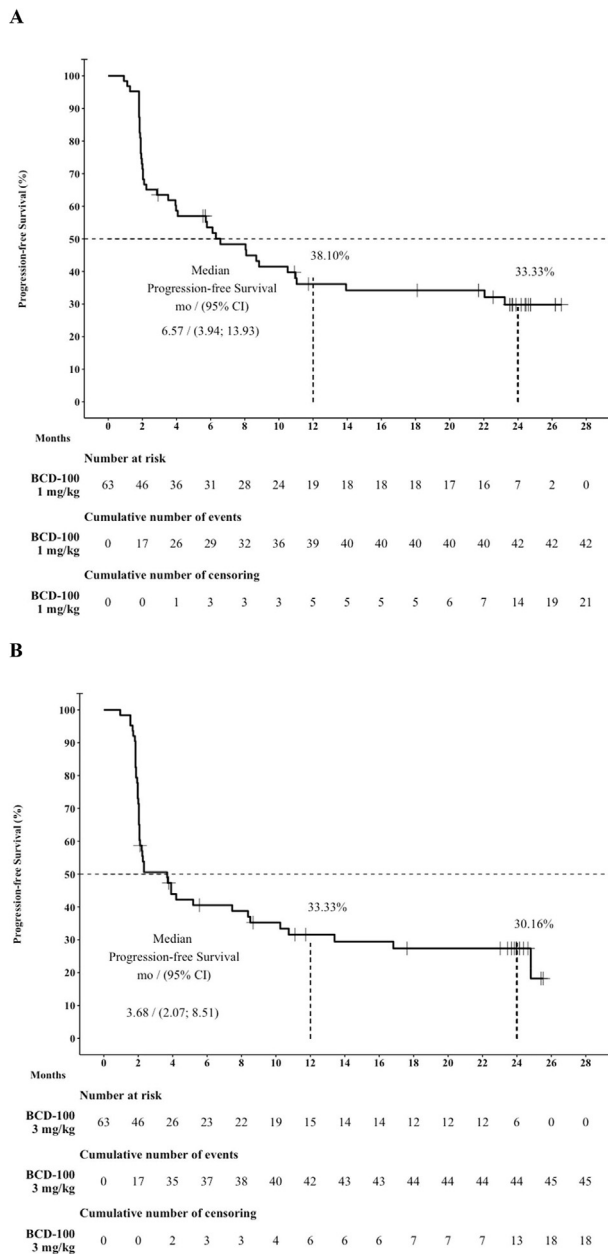 A
100
90
80
70
60
50
40
30
20
10
0
Progression-free Survival (%)
38.10%
33.33%
Median
Progression-free Survival
mo / (95% CI)
6.57 / (3.94; 13.93)
0 2 4 6 8 10 12 14 16 18 20 22 24 26 28
Months
Number at risk
BCD-100
1 mg/kg
63 46 36 31 28 24 19 18 18 18 17 16 7 2 0
Cumulative number of events
BCD-100
1 mg/kg
0 17 26 29 32 36 39 40 40 40 40 40 42 42 42
Cumulative number of censoring
BCD-100
1 mg/kg
0 0 1 3 3 3 5 5 5 5 6 7 14 19 21
B
100
90
80
70
60
50
40
30
20
10
0
Progression-free Survival (%)
33.33%
30.16%
Median
Progression-free Survival
mo / (95% CI)
3.68 / (2.07; 8.51)
0 2 4 6 8 10 12 14 16 18 20 22 24 26 28
Months
Number at risk
BCD-100
3 mg/kg
63 46 26 23 22 19 15 14 14 12 12 12 6 0 0
Cumulative number of events
BCD-100
3 mg/kg
0 17 35 37 38 40 42 43 43 44 44 44 44 45 45
Cumulative number of censoring
BCD-100
3 mg/kg
0 0 2 3 3 4 6 6 6 7 7 7 13 18 18